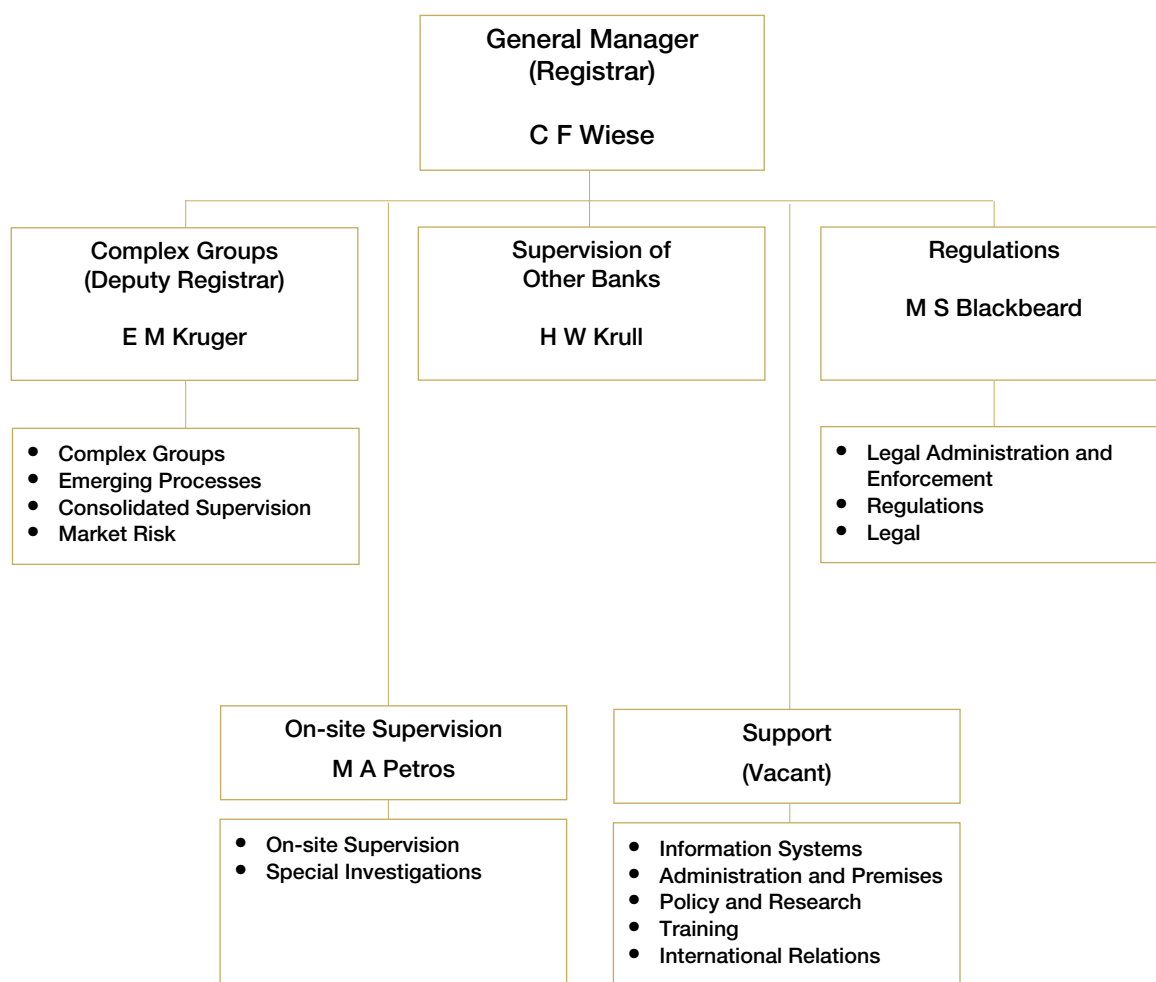 General Manager
(Registrar)
C F Wiese
Complex Groups
(Deputy Registrar)
E M Kruger
Supervision of
Other Banks
H W Krull
Regulations
M S Blackbeard
• Complex Groups
• Emerging Processes
• Consolidated Supervision
• Market Risk
• Legal Administration and
Enforcement
• Regulations
• Legal
On-site Supervision
M A Petros
Support
(Vacant)
• On-site Supervision
• Special Investigations
• Information Systems
• Administration and Premises
• Policy and Research
• Training
• International Relations